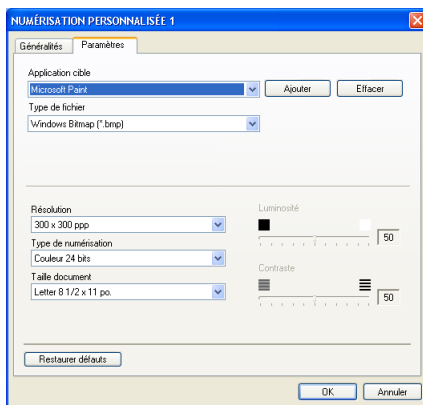 NUMÉRISATION PERSONNALISÉE 1
Généralités Paramètres
Application cible
Microsoft Paint Ajouter Effacer
Type de fichier
Windows Bitmap (*.bmp)
Résolution Luminosité
300 x 300 ppp
50
Type de numérisation
Couleur 24 bits
Contraste
Taille document
Letter 8 1/2 x 11 po.
50
Restaurer défauts
OK Annuler